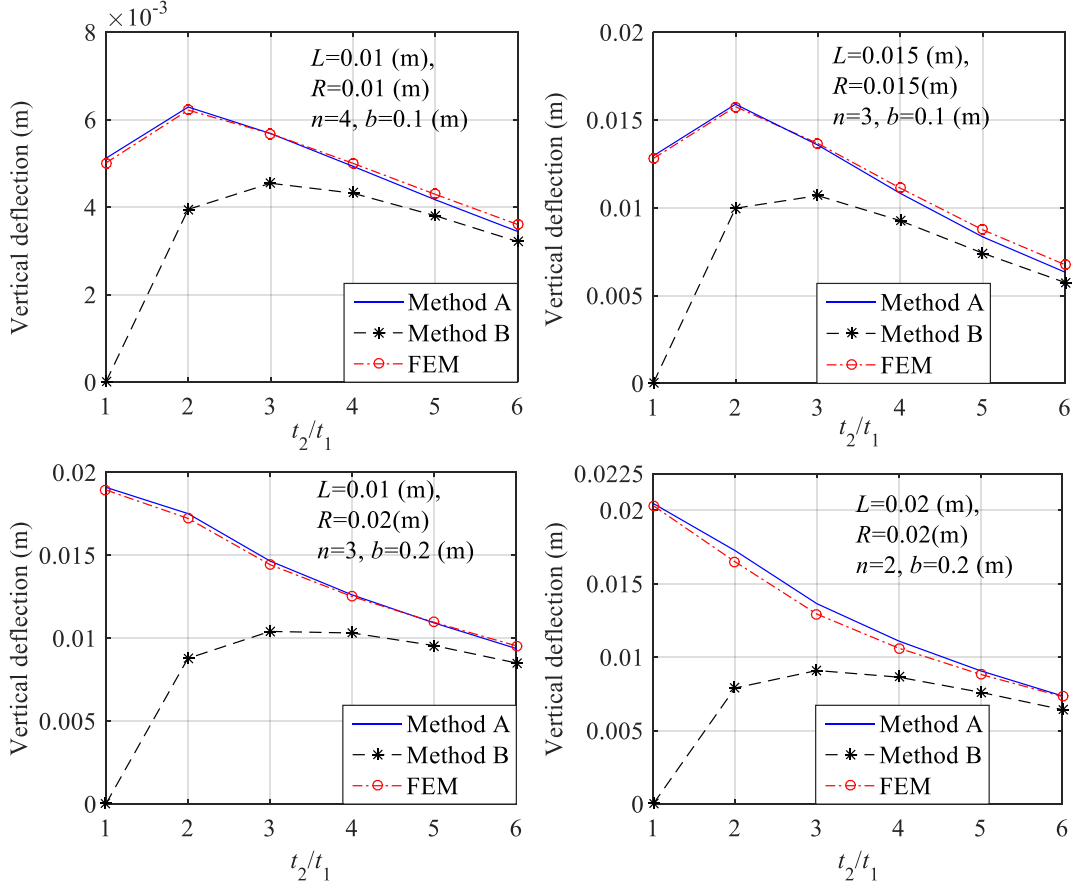 ×10⁻³
8
6
4
2
0
Vertical deflection (m)
L=0.01 (m),
R=0.01 (m)
n=4, b=0.1 (m)
Method A
Method B
FEM
1 2 3 4 5 6
t₂/t₁
0.02
0.015
0.01
0.005
0
Vertical deflection (m)
L=0.015 (m),
R=0.015(m)
n=3, b=0.1 (m)
Method A
Method B
FEM
1 2 3 4 5 6
t₂/t₁
0.02
0.015
0.01
0.005
0
Vertical deflection (m)
L=0.01 (m),
R=0.02(m)
n=3, b=0.2 (m)
Method A
Method B
FEM
1 2 3 4 5 6
t₂/t₁
0.0225
0.02
0.015
0.01
0.005
0
Vertical deflection (m)
L=0.02 (m),
R=0.02(m)
n=2, b=0.2 (m)
Method A
Method B
FEM
1 2 3 4 5 6
t₂/t₁